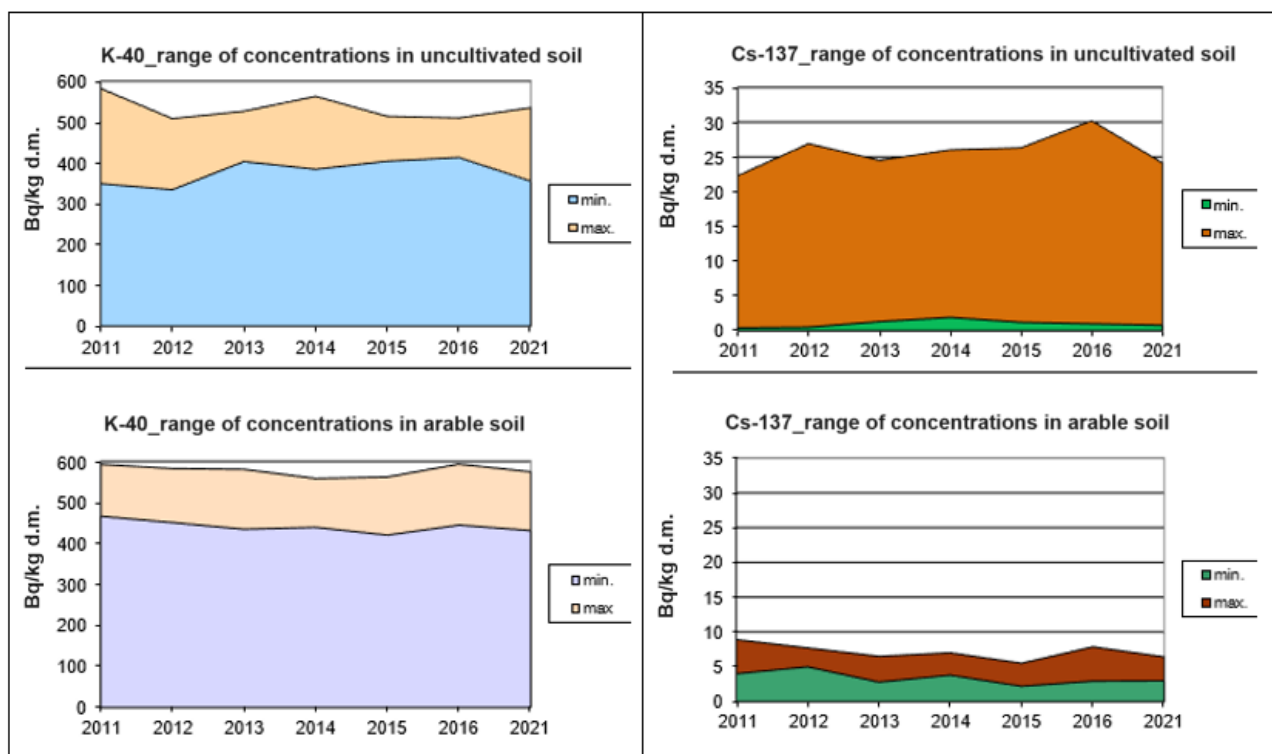 K-40_range of concentrations in uncultivated soil
Bq/kg d.m.
600
500
400
300
200
100
0
2011 2012 2013 2014 2015 2016 2021
min.
max.
Cs-137_range of concentrations in uncultivated soil
Bq/kg d.m.
35
30
25
20
15
10
5
0
2011 2012 2013 2014 2015 2016 2021
min.
max.
K-40_range of concentrations in arable soil
Bq/kg d.m.
600
500
400
300
200
100
0
2011 2012 2013 2014 2015 2016 2021
min.
max
Cs-137_range of concentrations in arable soil
Bq/kg d.m.
35
30
25
20
15
10
5
0
2011 2012 2013 2014 2015 2016 2021
min.
max.